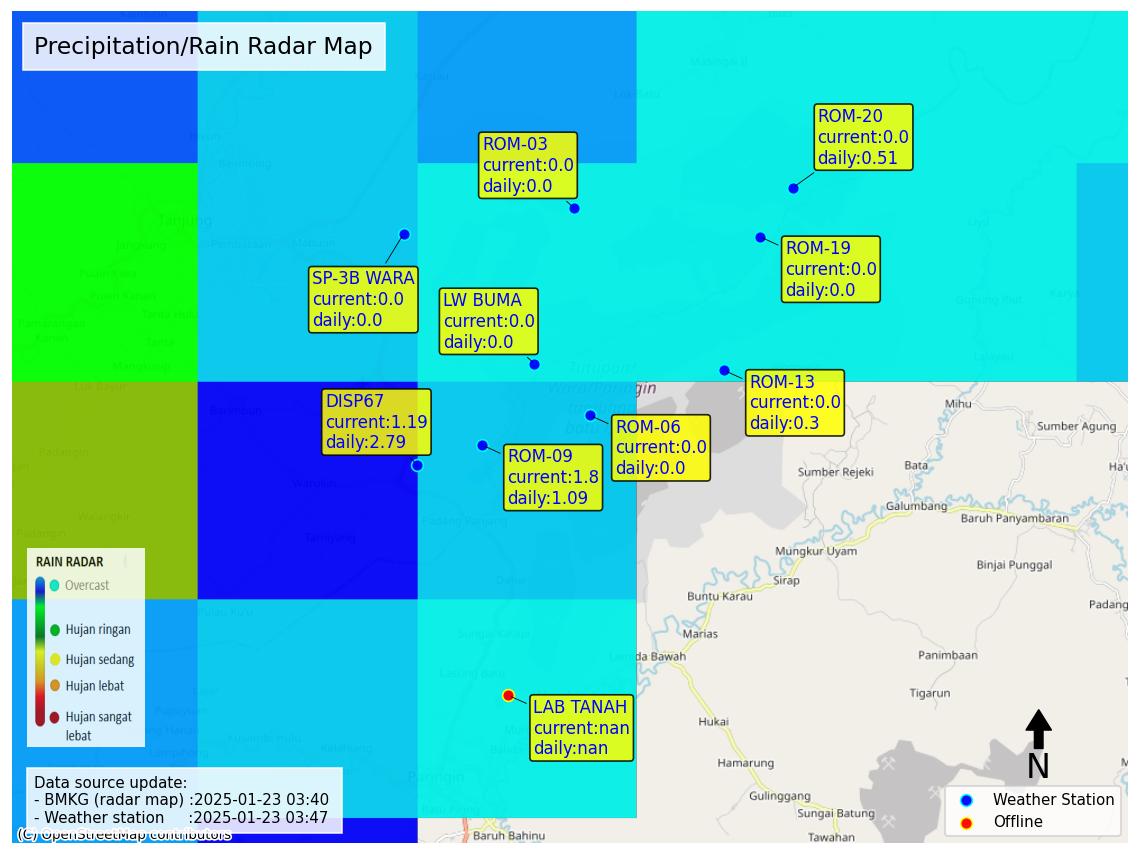 Precipitation/Rain Radar Map
ROM-20
current:0.0
daily:0.51
ROM-03
current:0.0
daily:0.0
Tanjung
ROM-19
current:0.0
daily:0.0
SP-3B WARA
current:0.0
daily:0.0
LW BUMA
current:0.0
daily:0.0
ROM-13
current:0.0
daily:0.3
DISP67
current:1.19
daily:2.79
Mihu
ROM-06
current:0.0
daily:0.0
Sumber Agung
ROM-09
current:1.8
daily:1.09
Bata
Sumber Rejeki
Galumbang
Baruh Panyambaran
Mungkur Uyam
Binjai Punggal
Sirap
Buntu Karau
Marias
Panimbaan
Tigarun
Hukai
Hamarung
Gulinggang
Sungai Batung
Tawahan
Baruh Bahinu
Paringin
RAIN RADAR
Overcast
Hujan ringan
Hujan sedang
Hujan lebat
Hujan sangat
lebat
LAB TANAH
current:nan
daily:nan
N
Data source update:
- BMKG (radar map) :2025-01-23 03:40
- Weather station :2025-01-23 03:47
(C) OpenStreetMap contributors
Weather Station
Offline